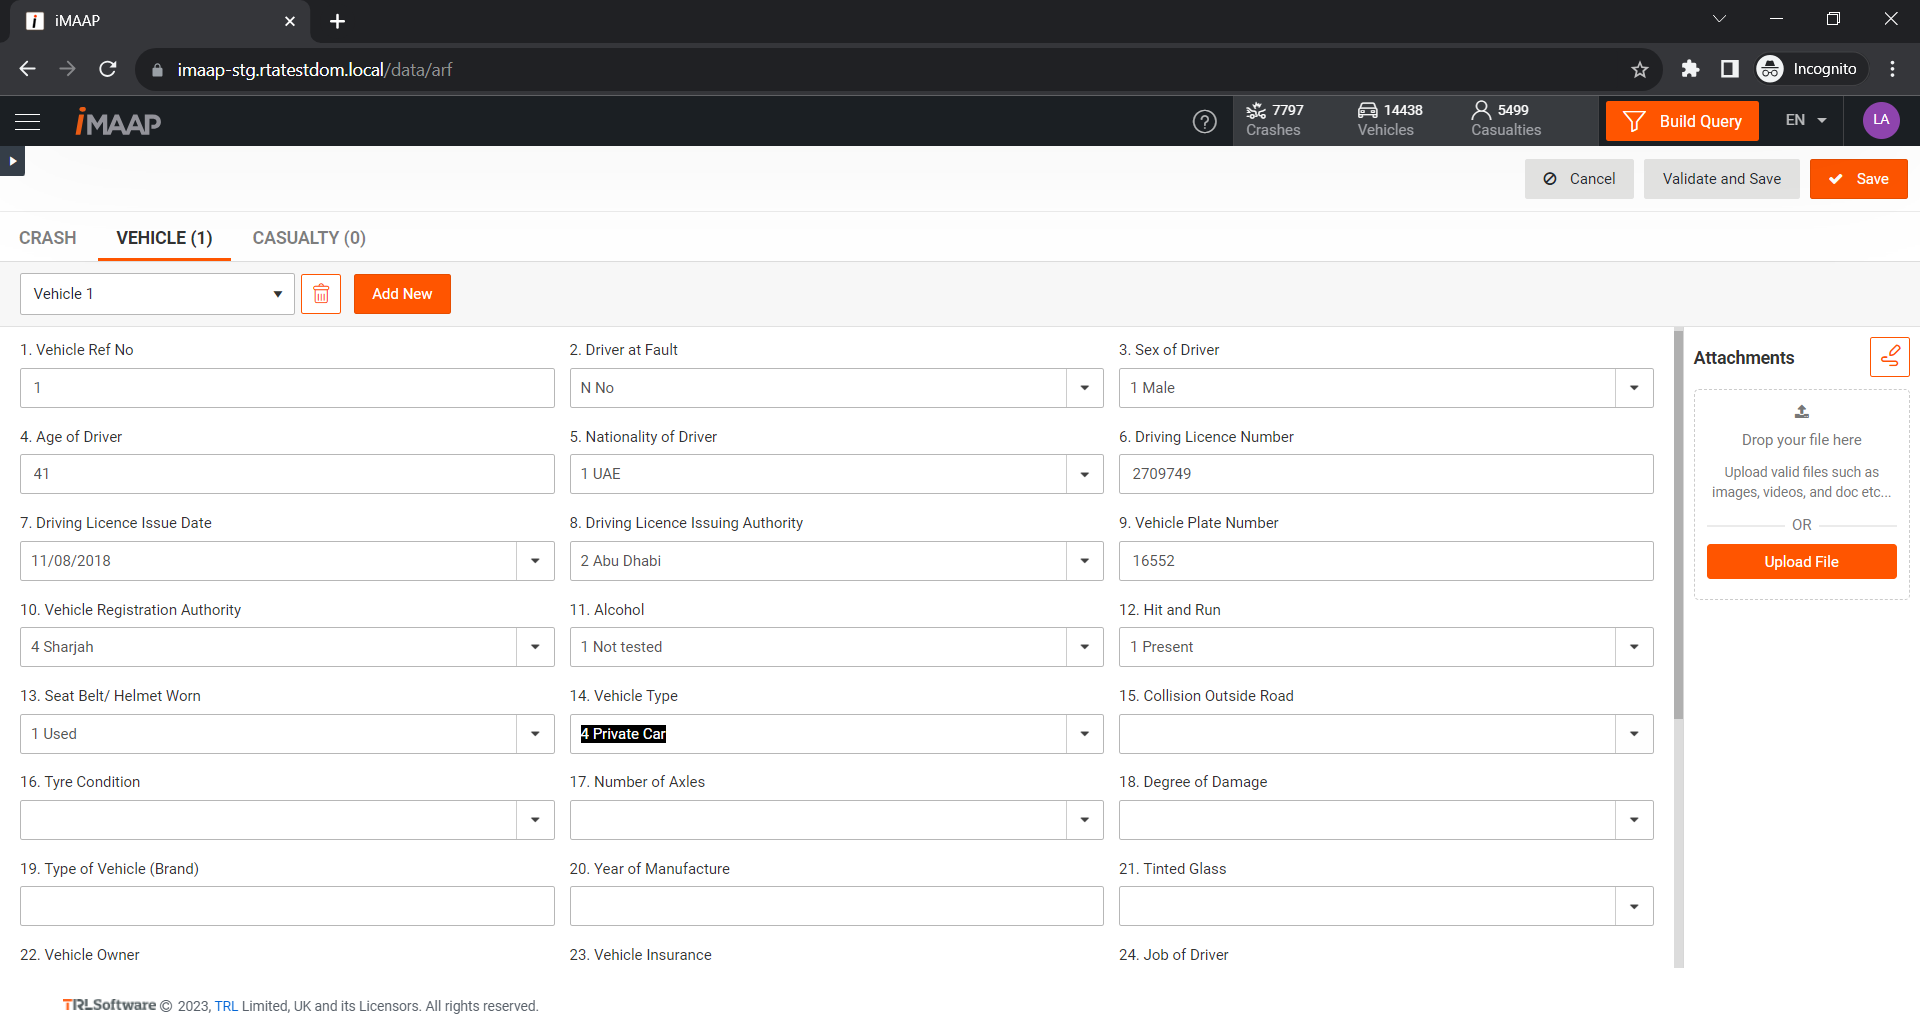 iMAAP
imaap-stg.rtatestdom.local/data/arf
Incognito
iMAAP
7797
Crashes
14438
Vehicles
5499
Casualties
Build Query
EN
LA
Cancel
Validate and Save
Save
CRASH
VEHICLE (1)
CASUALTY (0)
Vehicle 1
Add New
1. Vehicle Ref No
2. Driver at Fault
3. Sex of Driver
1
N No
1 Male
4. Age of Driver
5. Nationality of Driver
6. Driving Licence Number
41
1 UAE
2709749
7. Driving Licence Issue Date
8. Driving Licence Issuing Authority
9. Vehicle Plate Number
11/08/2018
2 Abu Dhabi
16552
10. Vehicle Registration Authority
11. Alcohol
12. Hit and Run
4 Sharjah
1 Not tested
1 Present
13. Seat Belt/ Helmet Worn
14. Vehicle Type
15. Collision Outside Road
1 Used
4 Private Car
16. Tyre Condition
17. Number of Axles
18. Degree of Damage
19. Type of Vehicle (Brand)
20. Year of Manufacture
21. Tinted Glass
22. Vehicle Owner
23. Vehicle Insurance
24. Job of Driver
Attachments
Drop your file here
Upload valid files such as
images, videos, and doc etc...
OR
Upload File
TRLSoftware © 2023, TRL Limited, UK and its Licensors. All rights reserved.